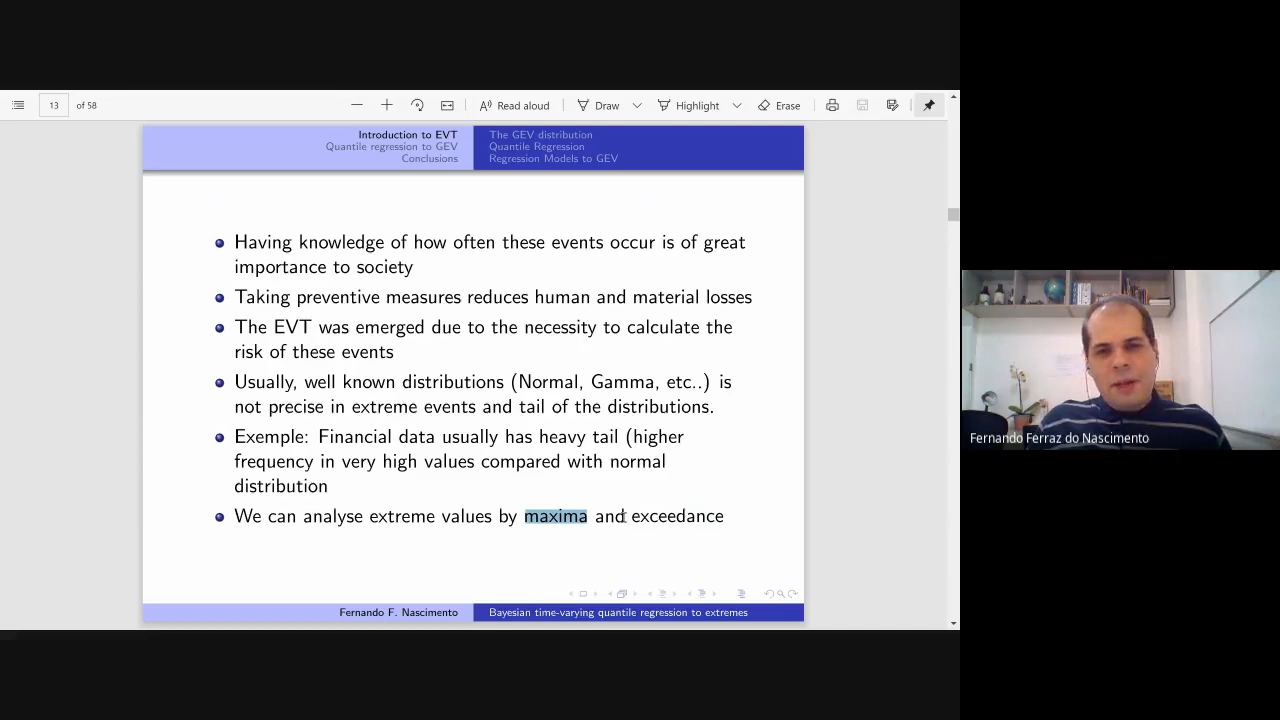 13 of 58
Read aloud
Draw
Highlight
Erase
Introduction to EVT
Quantile regression to GEV
Conclusions
The GEV distribution
Quantile Regression
Regression Models to GEV
Having knowledge of how often these events occur is of great
importance to society
Taking preventive measures reduces human and material losses
The EVT was emerged due to the necessity to calculate the
risk of these events
Usually, well known distributions (Normal, Gamma, etc..) is
not precise in extreme events and tail of the distributions.
Exemple: Financial data usually has heavy tail (higher
frequency in very high values compared with normal
distribution
We can analyse extreme values by maxima and exceedance
Fernando F. Nascimento
Bayesian time-varying quantile regression to extremes
Fernando Ferraz do Nascimento